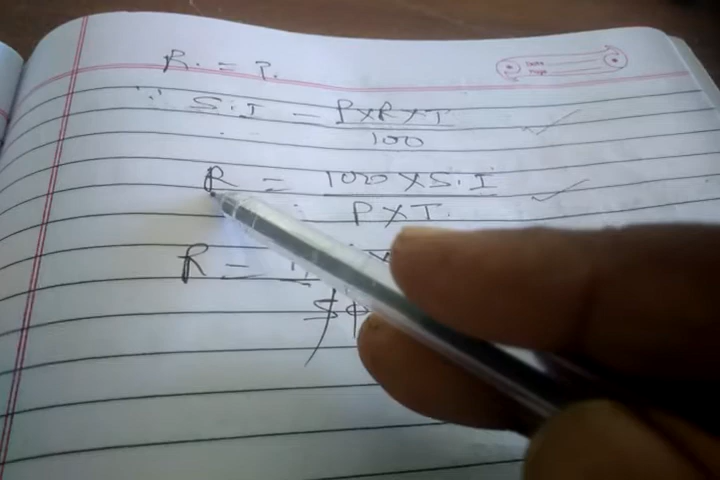 R. = ?
∵ S.I = P×R×T
100
R = 100×S.I
P×T.
R =